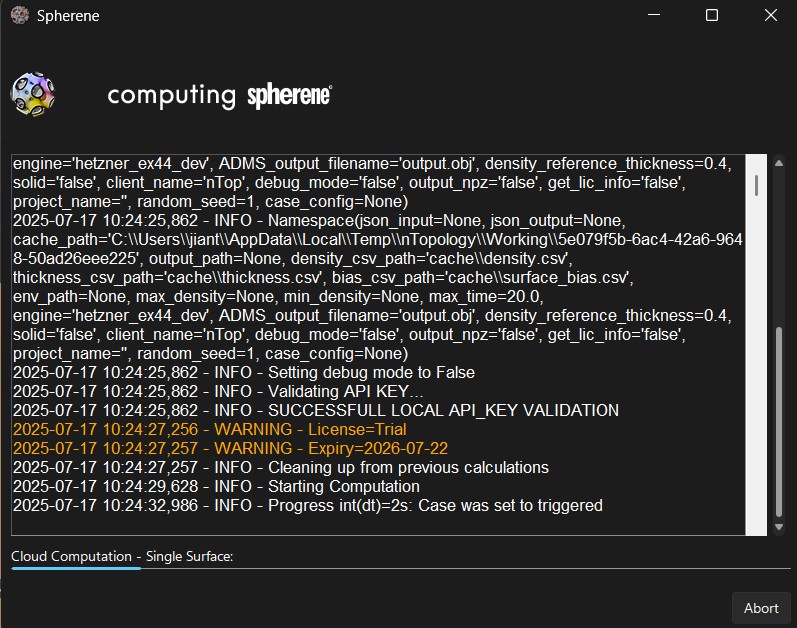 Spherene
computing spherene
engine='hetzner_ex44_dev', ADMS_output_filename='output.obj', density_reference_thickness=0.4,
solid='false', client_name='nTop', debug_mode='false', output_npz='false', get_lic_info='false',
project_name='', random_seed=1, case_config=None)
2025-07-17 10:24:25,862 - INFO - Namespace(json_input=None, json_output=None,
cache_path='C:\\Users\\jiant\\AppData\\Local\\Temp\\nTopology\\Working\\5e079f5b-6ac4-42a6-964
8-50ad26eee225', output_path=None, density_csv_path='cache\\density.csv',
thickness_csv_path='cache\\thickness.csv', bias_csv_path='cache\\surface_bias.csv',
env_path=None, max_density=None, min_density=None, max_time=20.0,
engine='hetzner_ex44_dev', ADMS_output_filename='output.obj', density_reference_thickness=0.4,
solid='false', client_name='nTop', debug_mode='false', output_npz='false', get_lic_info='false',
project_name='', random_seed=1, case_config=None)
2025-07-17 10:24:25,862 - INFO - Setting debug mode to False
2025-07-17 10:24:25,862 - INFO - Validating API KEY...
2025-07-17 10:24:25,862 - INFO - SUCCESSFULL LOCAL API_KEY VALIDATION
2025-07-17 10:24:27,256 - WARNING - License=Trial
2025-07-17 10:24:27,257 - WARNING - Expiry=2026-07-22
2025-07-17 10:24:27,257 - INFO - Cleaning up from previous calculations
2025-07-17 10:24:29,628 - INFO - Starting Computation
2025-07-17 10:24:32,986 - INFO - Progress int(dt)=2s: Case was set to triggered
Cloud Computation - Single Surface:
Abort